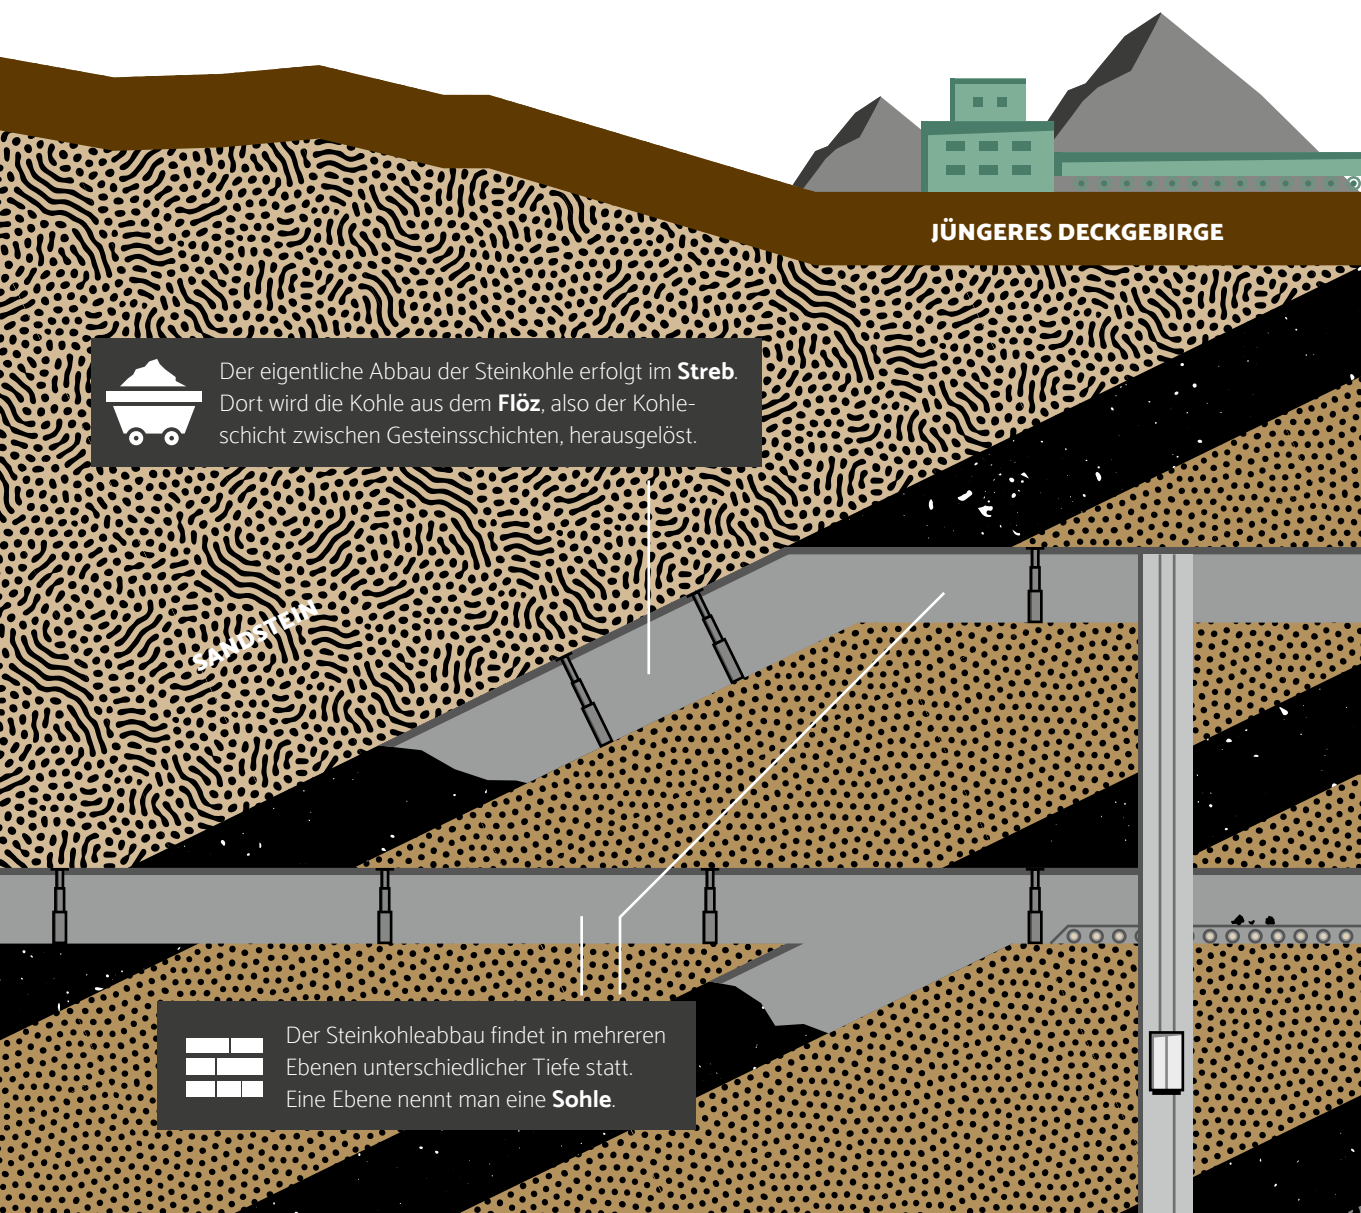 JÜNGERES DECKGEBIRGE
Der eigentliche Abbau der Steinkohle erfolgt im Streb.
Dort wird die Kohle aus dem Flöz, also der Kohle-
schicht zwischen Gesteinsschichten, herausgelöst.
SANDSTEIN
Der Steinkohleabbau findet in mehreren
Ebenen unterschiedlicher Tiefe statt.
Eine Ebene nennt man eine Sohle.